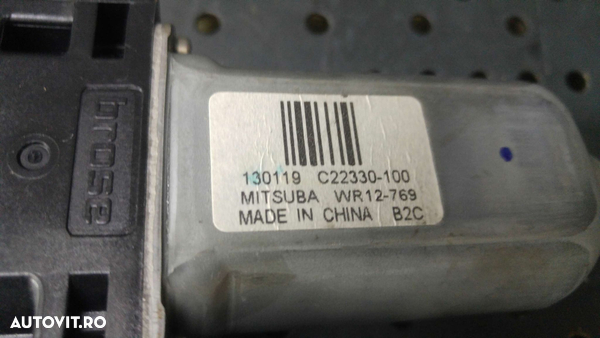 brose
130119 C22330-100
MITSUBA WR12-769
MADE IN CHINA B2C
AUTOVIT.RO